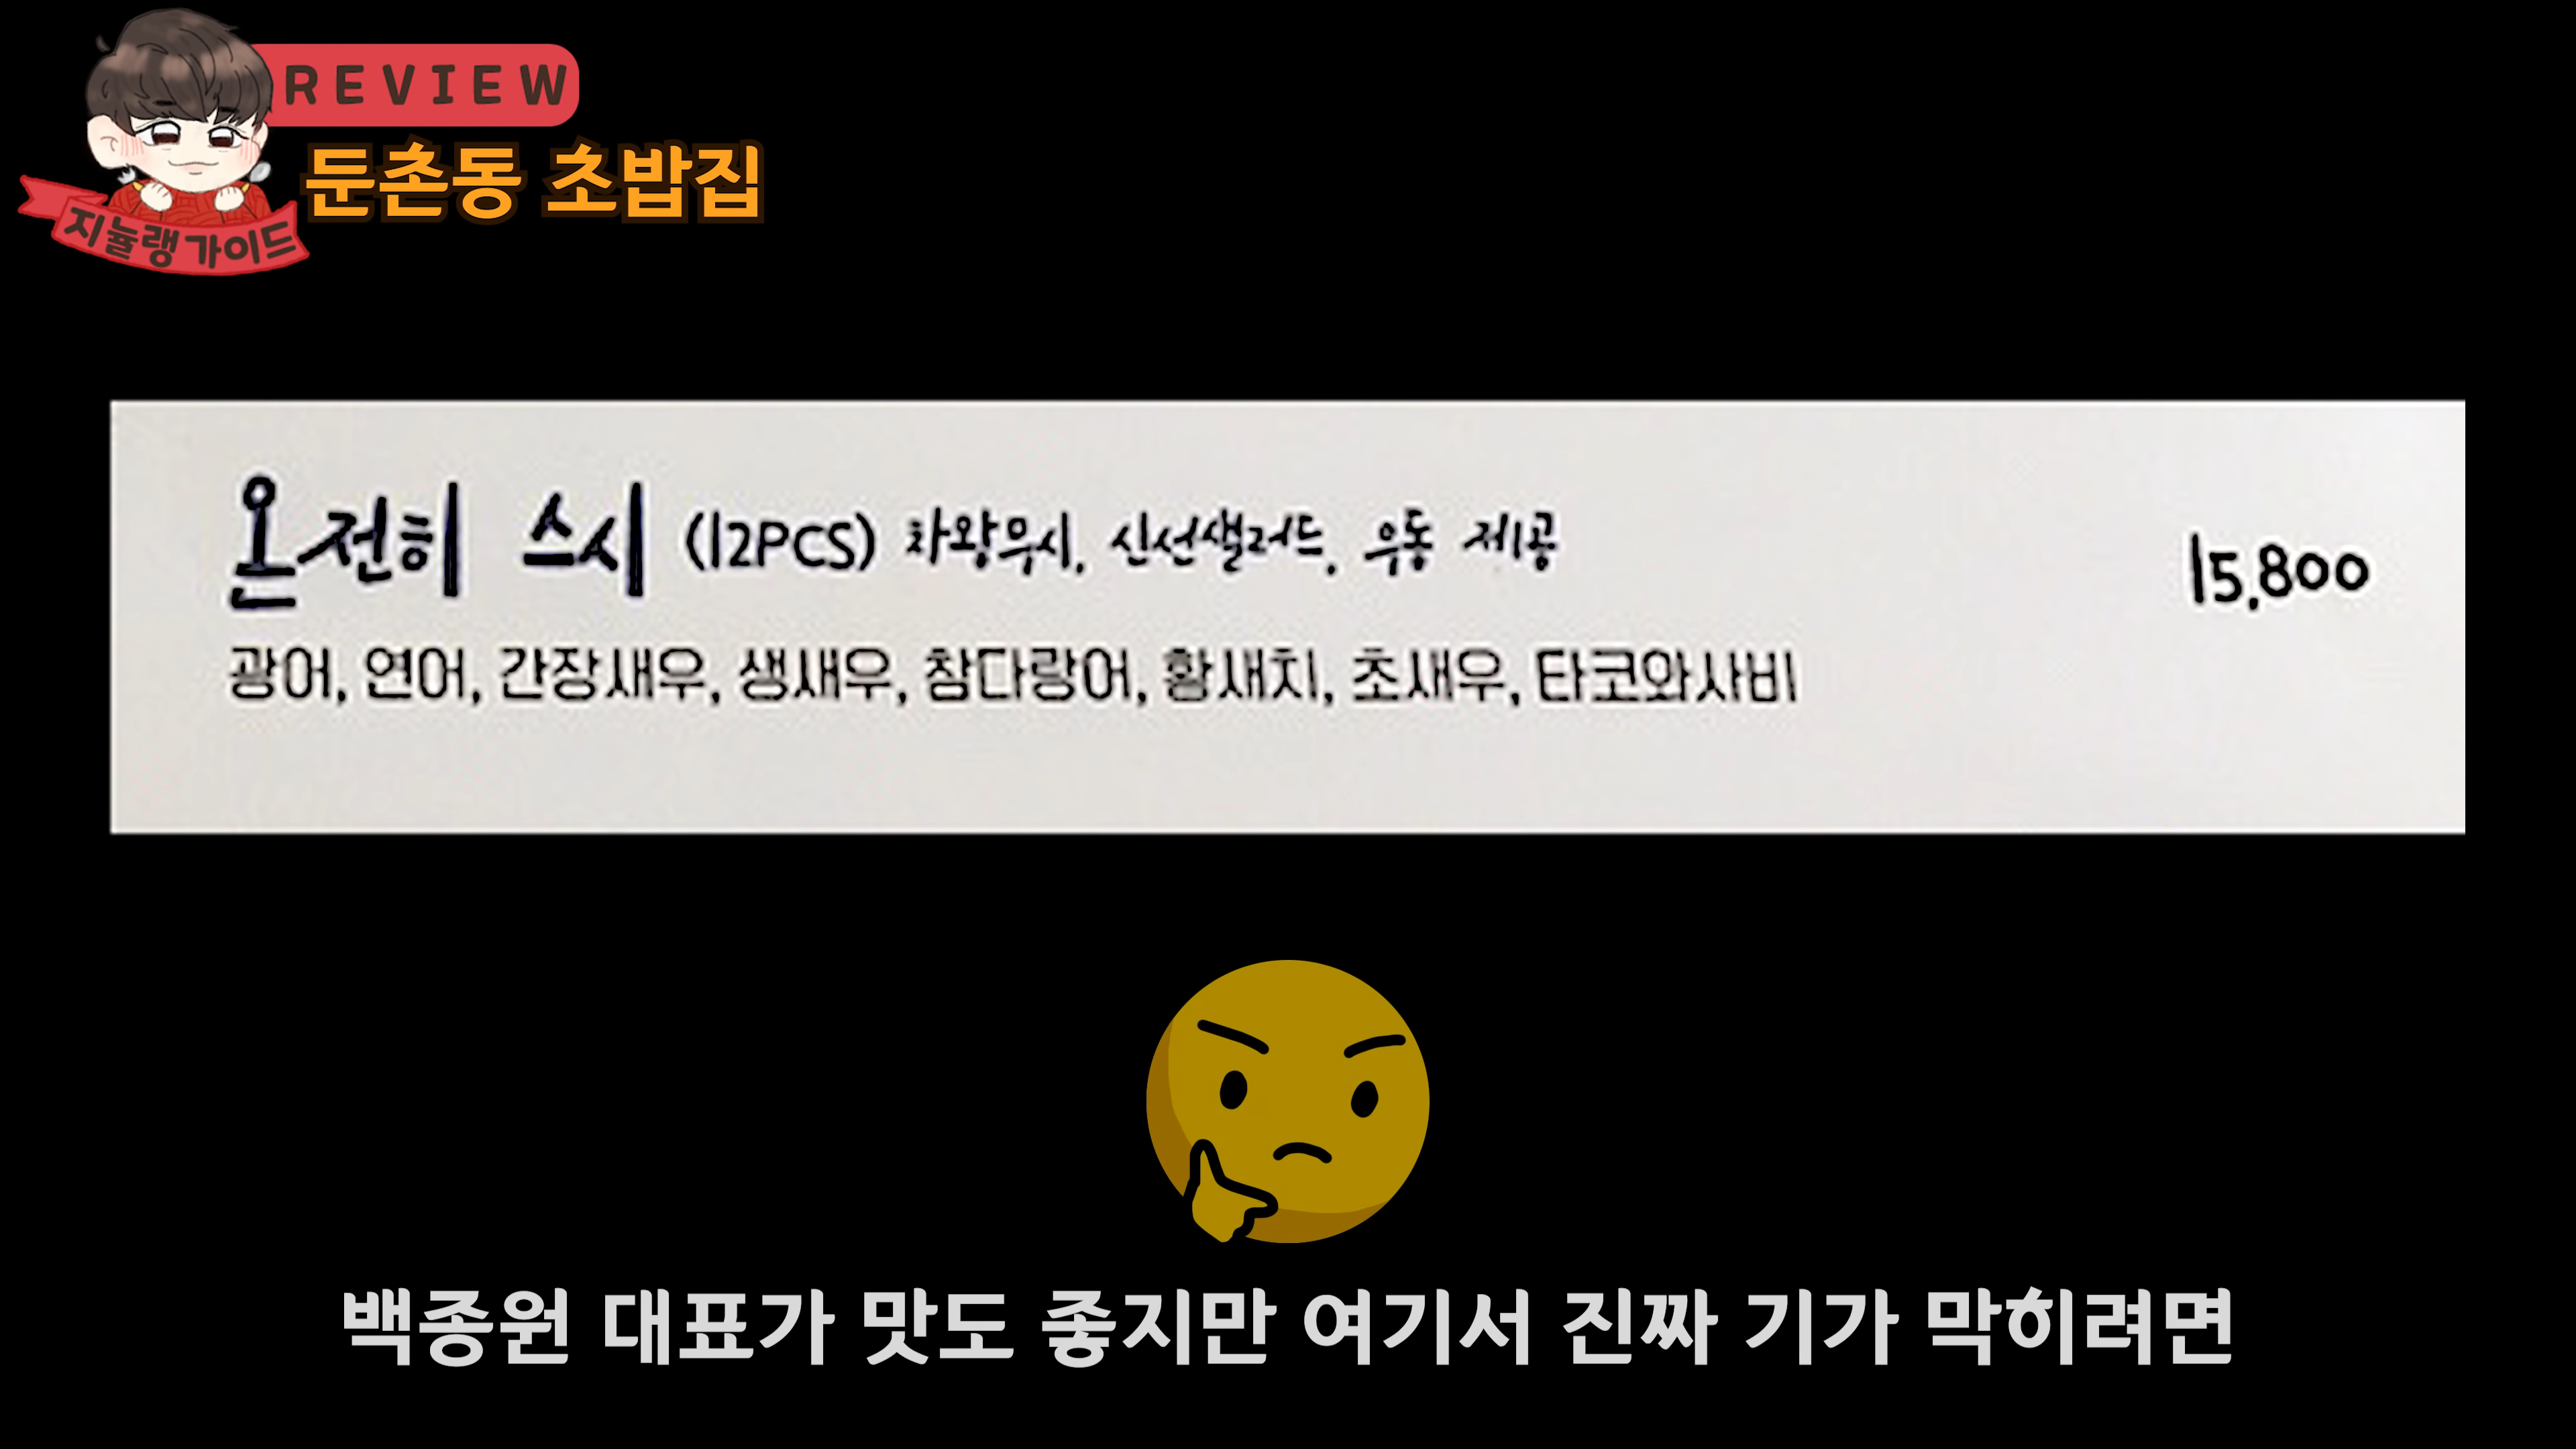 REVIEW
둔촌동 초밥집
지뉼랭가이드
온전히 스시 (12PCS) 차왕무시, 신선샐러드, 우동 제공
15,800
광어, 연어, 간장새우, 생새우, 참다랑어, 황새치, 초새우, 타코와사비
백종원 대표가 맛도 좋지만 여기서 진짜 기가 막히려면